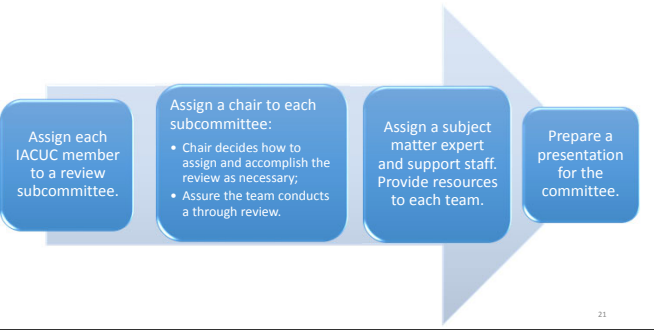 Assign each
IACUC member
to a review
subcommittee.
Assign a chair to each
subcommittee:
• Chair decides how to
assign and accomplish the
review as necessary;
• Assure the team conducts
a through review.
Assign a subject
matter expert
and support staff.
Provide resources
to each team.
Prepare a
presentation
for the
committee.
21